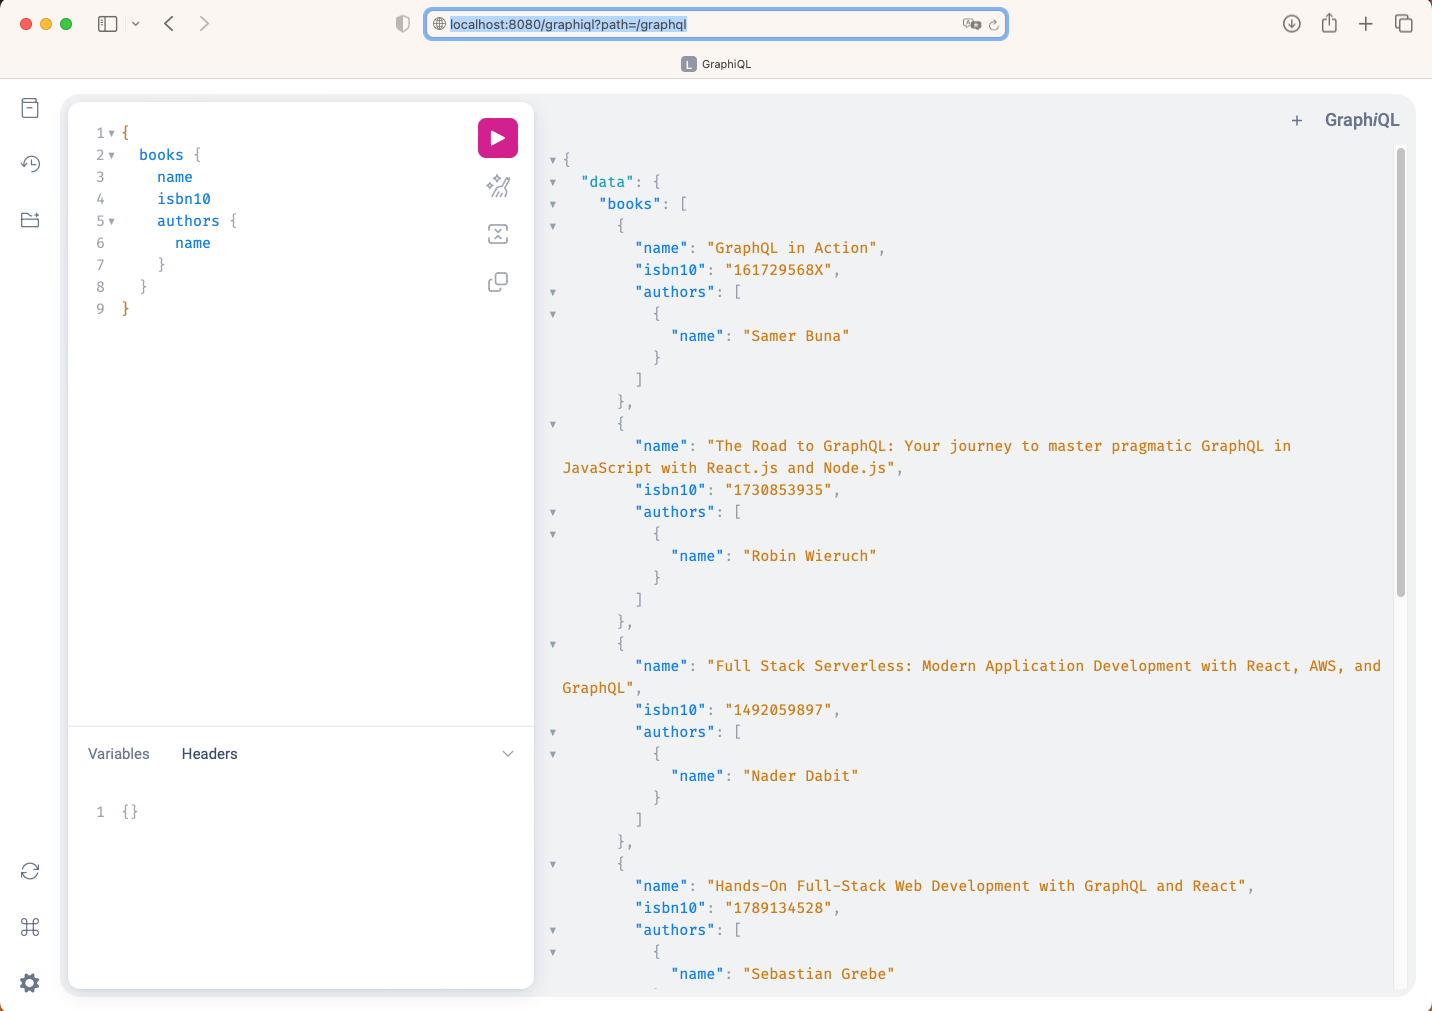 localhost:8080/graphiql?path=/graphql
L GraphiQL
GraphiQL
1 {
2 books {
3 name
4 isbn10
5 authors {
6 name
7 }
8 }
9 }
Variables Headers
1 {}
{
"data": {
"books": [
{
"name": "GraphQL in Action",
"isbn10": "161729568X",
"authors": [
{
"name": "Samer Buna"
}
]
},
{
"name": "The Road to GraphQL: Your journey to master pragmatic GraphQL in
JavaScript with React.js and Node.js",
"isbn10": "1730853935",
"authors": [
{
"name": "Robin Wieruch"
}
]
},
{
"name": "Full Stack Serverless: Modern Application Development with React, AWS, and
GraphQL",
"isbn10": "1492059897",
"authors": [
{
"name": "Nader Dabit"
}
]
},
{
"name": "Hands-On Full-Stack Web Development with GraphQL and React",
"isbn10": "1789134528",
"authors": [
{
"name": "Sebastian Grebe"